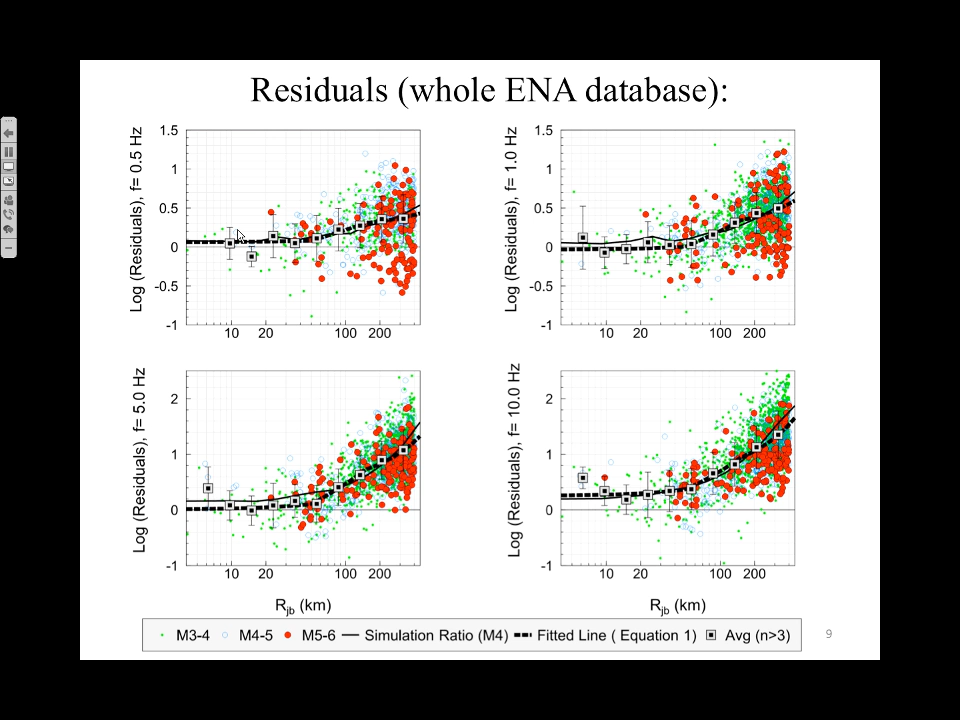 Residuals (whole ENA database):
Log (Residuals), f= 0.5 Hz
1.5
1
0.5
0
-0.5
-1
10 20 100 200
Log (Residuals), f= 1.0 Hz
1.5
1
0.5
0
-0.5
-1
10 20 100 200
Log (Residuals), f= 5.0 Hz
2
1
0
-1
10 20 100 200
Rjb (km)
Log (Residuals), f= 10.0 Hz
2
1
0
-1
10 20 100 200
Rjb (km)
M3-4 M4-5 M5-6 Simulation Ratio (M4) Fitted Line ( Equation 1) Avg (n>3)
9